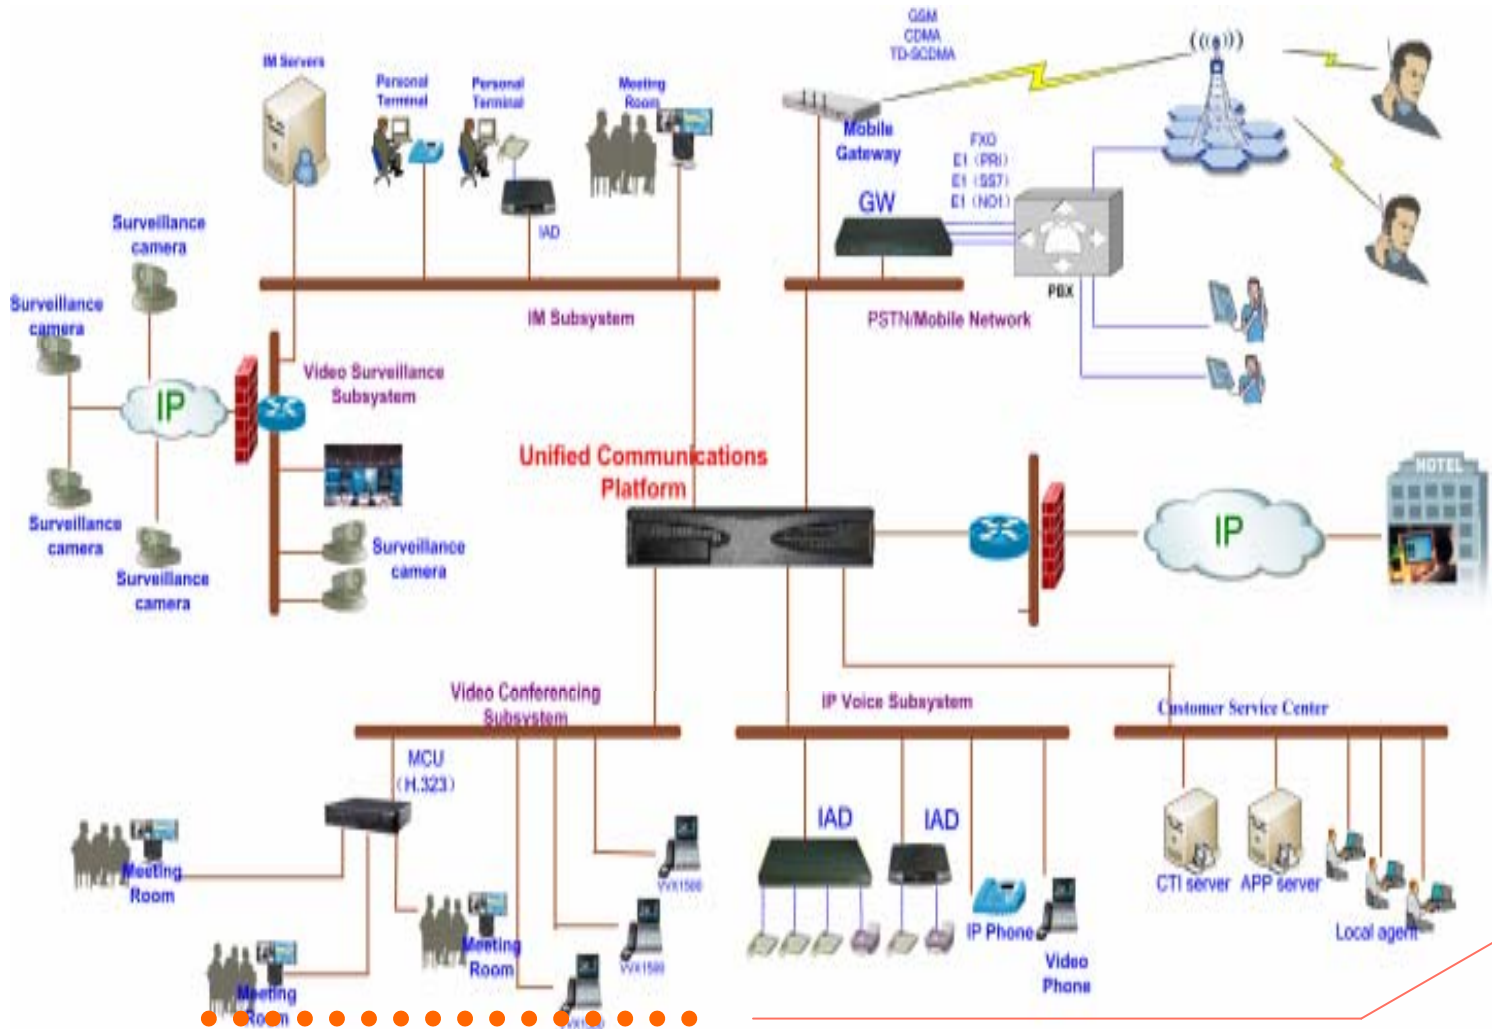 GSM
CDMA
TD-SCDMA
IM Servers
Personal
Terminal
Personal
Terminal
Meeting
Room
Mobile
Gateway
FXO
E1 (PRI)
E1 (SS7)
E1 (NO1)
GW
IAD
PBX
Surveillance
camera
Surveillance
camera
IM Subsystem
PSTN/Mobile Network
Video Surveillance
Subsystem
IP
Unified Communications
Platform
HOTEL
IP
Surveillance
camera
Surveillance
camera
Surveillance
camera
Video Conferencing
Subsystem
IP Voice Subsystem
Customer Service Center
MCU
(H.323)
IAD
IAD
Meeting
Room
VVX1500
CTI server
APP server
Meeting
Room
VVX1500
IP Phone
Local agent
Video
Phone
Meeting
Room
VVX1500